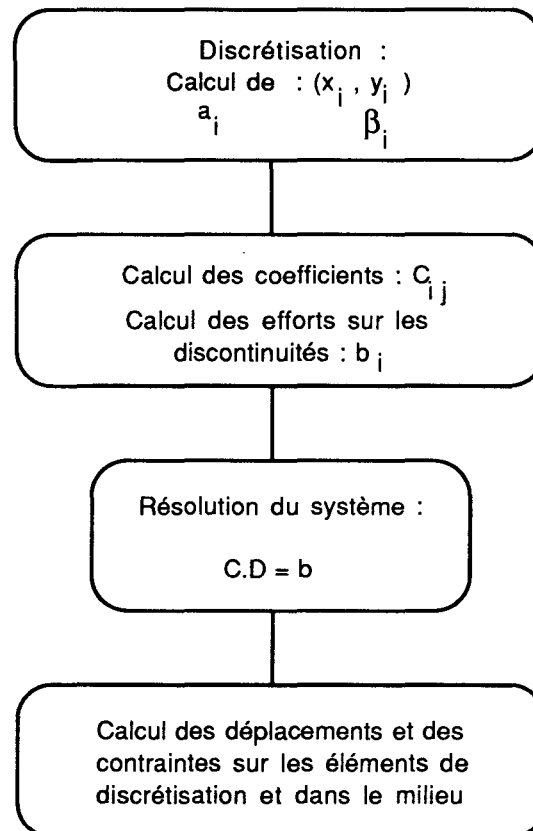 Discrétisation :
Calcul de : (x_i , y_i )
a_i β_i
Calcul des coefficients : C_ij
Calcul des efforts sur les
discontinuités : b_i
Résolution du système :
C.D = b
Calcul des déplacements et des
contraintes sur les éléments de
discrétisation et dans le milieu